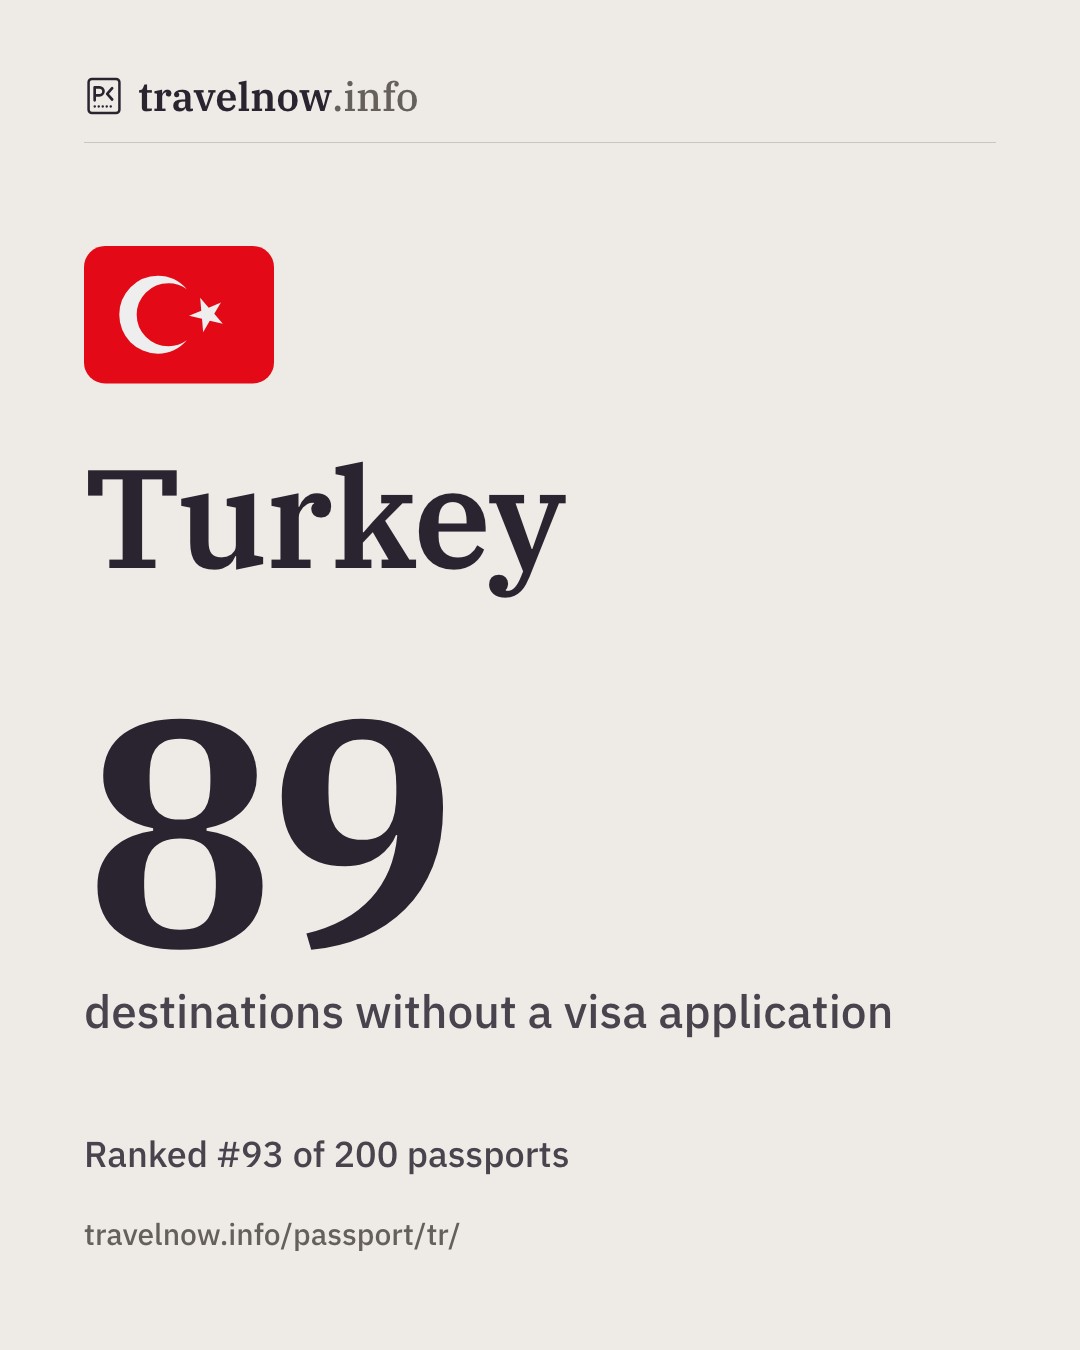 travelnow.info
Turkey
89
destinations without a visa application
Ranked #93 of 200 passports
travelnow.info/passport/tr/